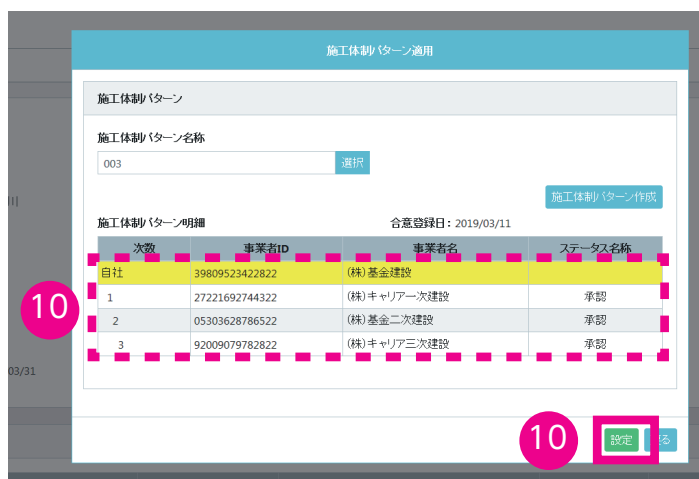 施工体制パターン適用
施工体制パターン
施工体制パターン名称
003 選択
川
施工体制パターン作成
施工体制パターン明細 合意登録日：2019/03/11
次数 事業者ID 事業者名 ステータス名称
自社 39809523422822 (株)基金建設
10
1 27221692744322 (株)キャリア一次建設 承認
2 05303628786522 (株)基金二次建設 承認
3 92009079782822 (株)キャリア三次建設 承認
03/31
10 設定 る